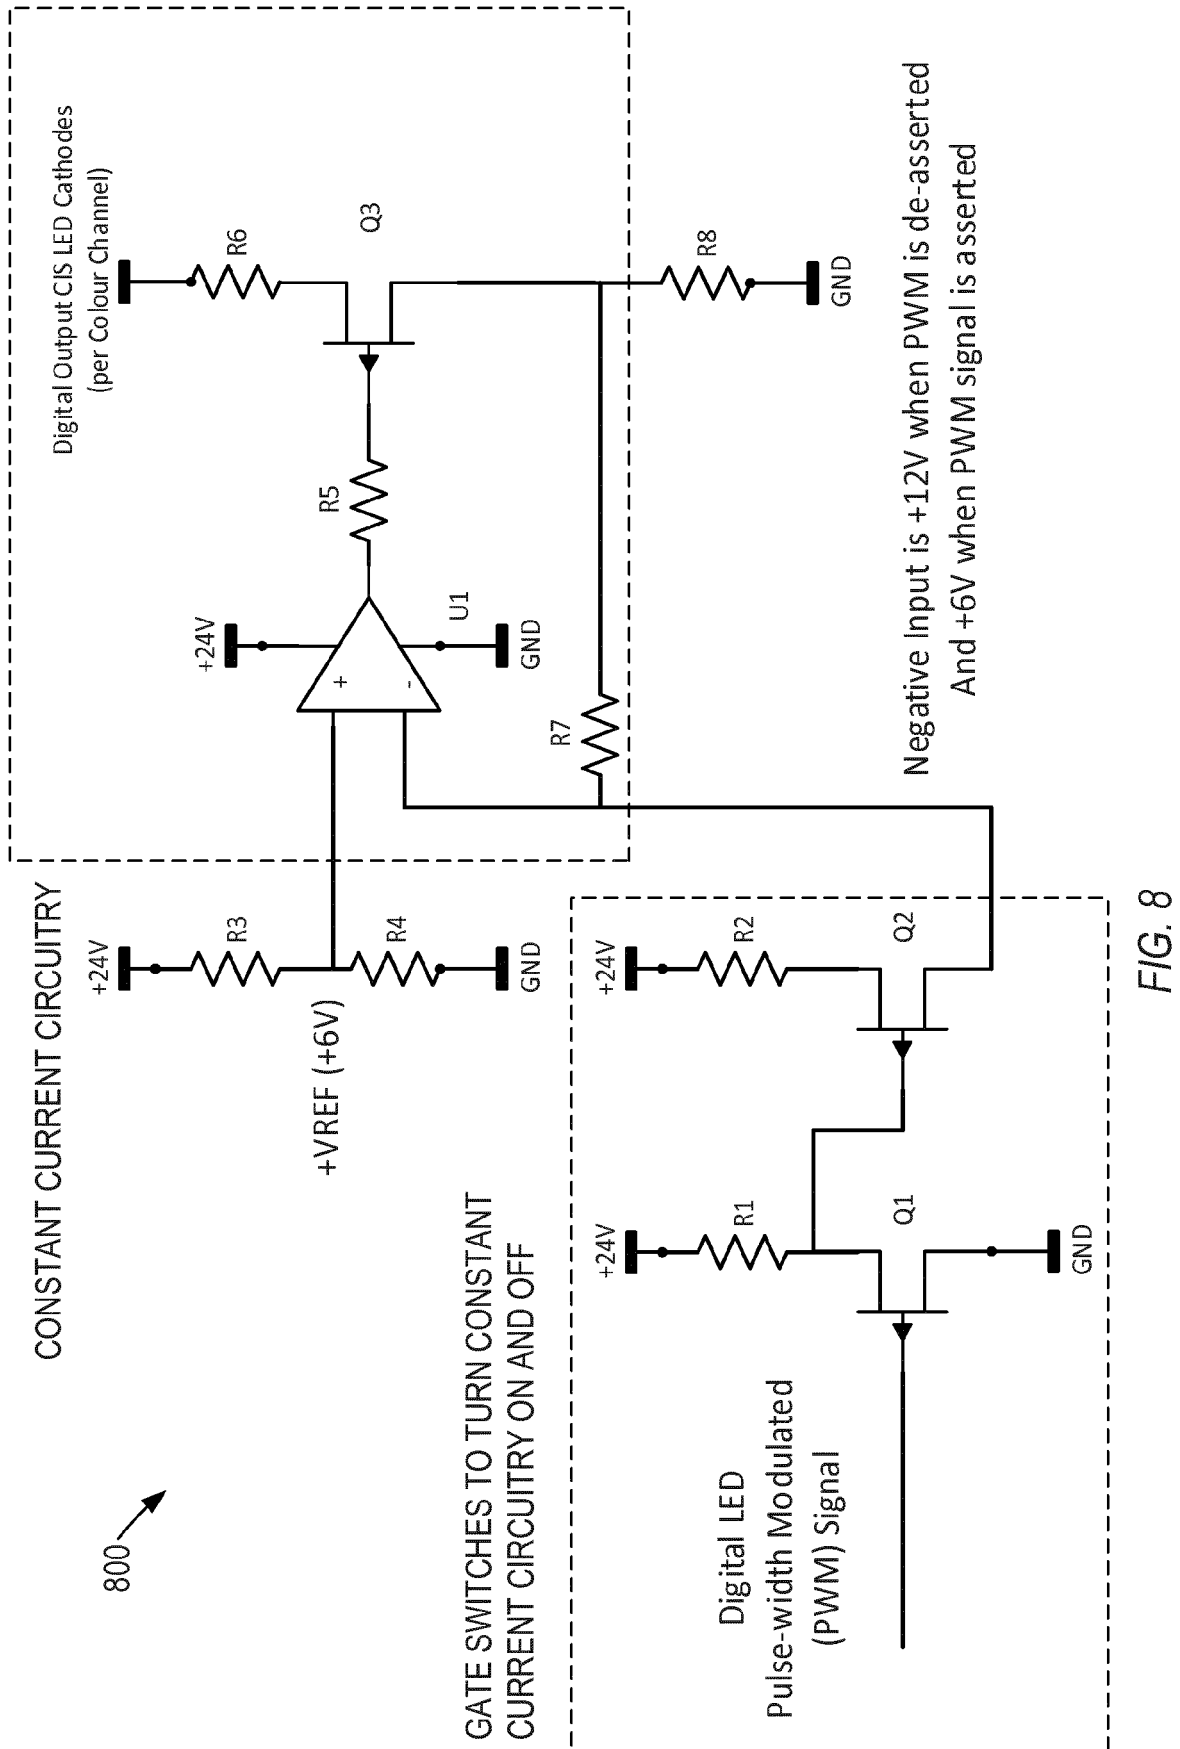 800
CONSTANT CURRENT CIRCUITRY
+24V
R3
+VREF (+6V)
R4
GND
Digital Output CIS LED Cathodes
(per Colour Channel)
R6
Q3
+24V
+
-
U1
GND
R5
R7
R8
GND
GATE SWITCHES TO TURN CONSTANT
CURRENT CIRCUITRY ON AND OFF
Digital LED
Pulse-width Modulated
(PWM) Signal
+24V
R1
Q1
GND
+24V
R2
Q2
Negative Input is +12V when PWM is de-asserted
And +6V when PWM signal is asserted
FIG. 8